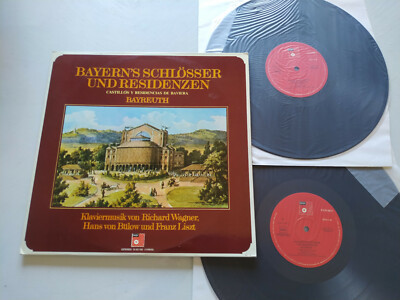 BAYERN'S SCHLÖSSER
UND RESIDENZEN
CASTILLOS Y RESIDENCIAS DE BAVIERA
BAYREUTH
Klaviermusik von Richard Wagner,
Hans von Bülow und Franz Liszt